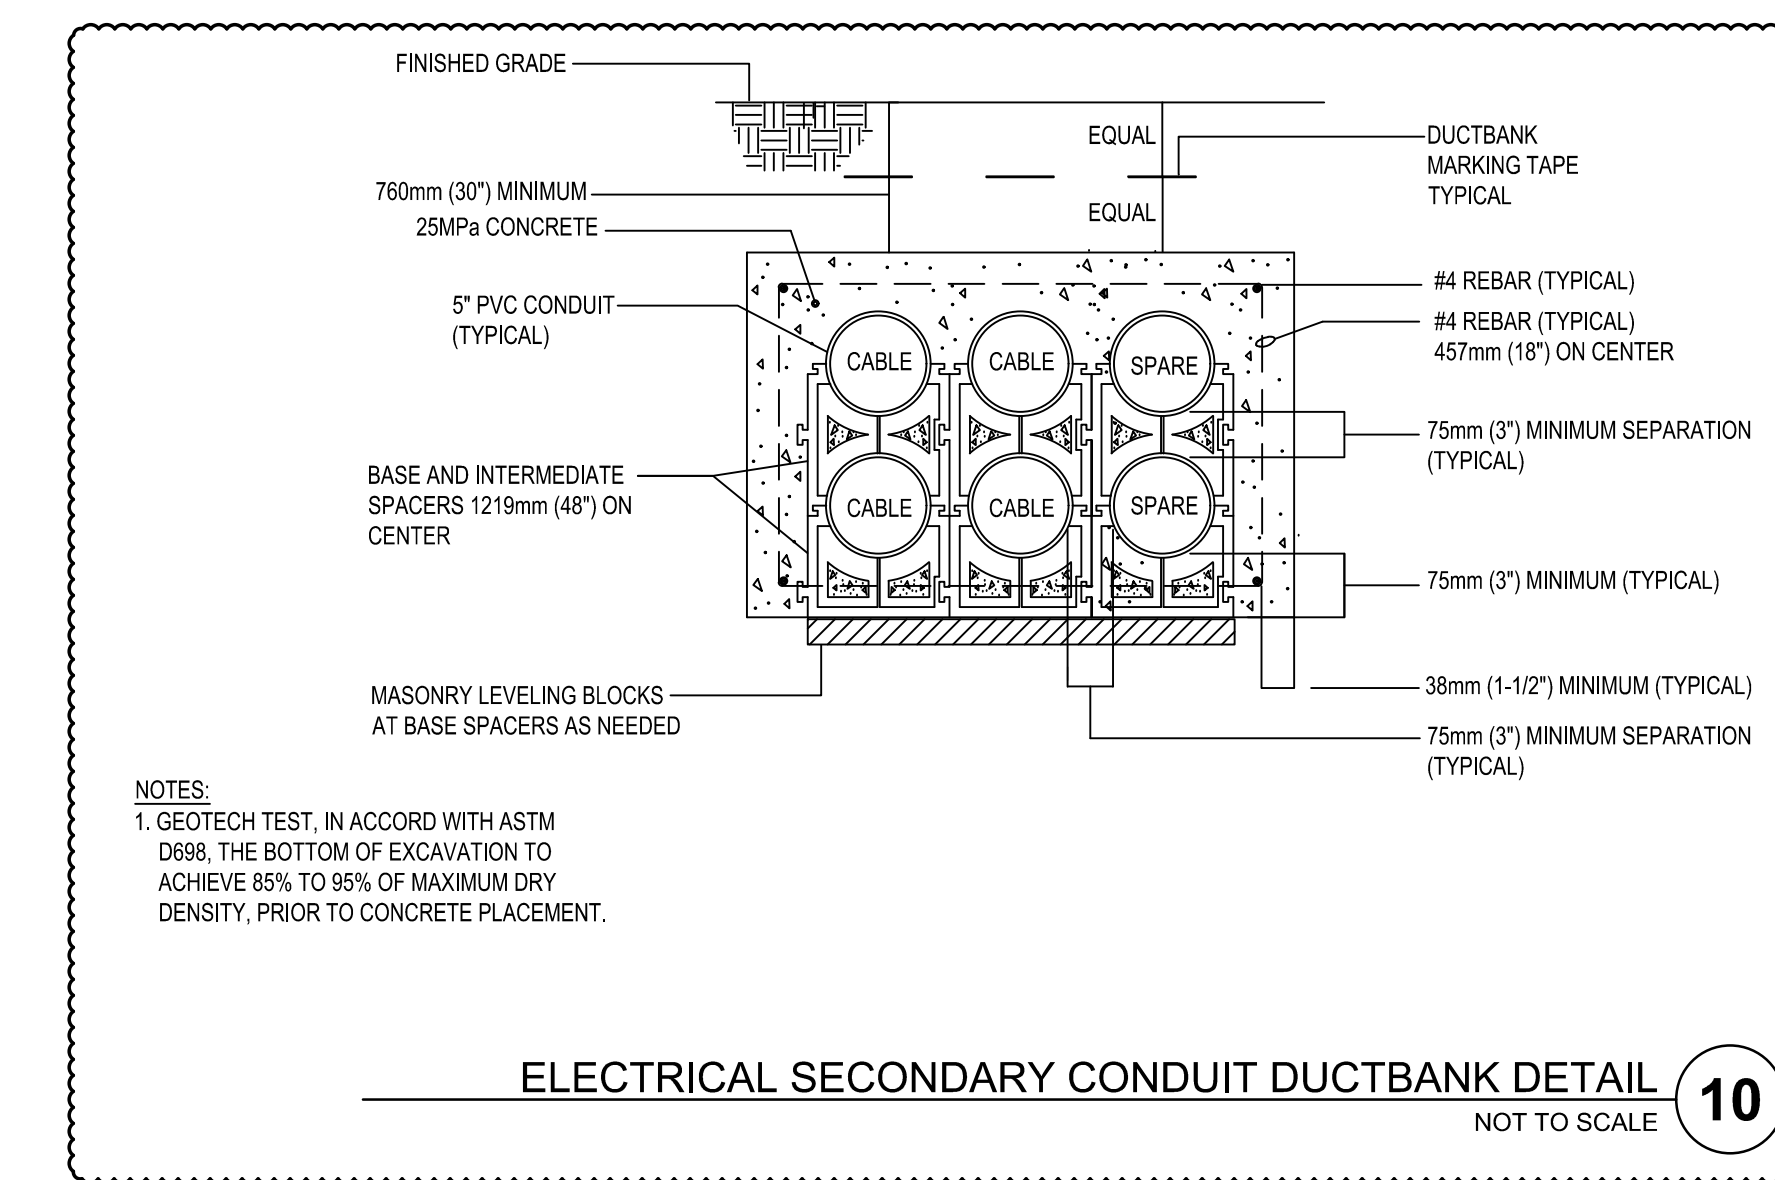 FINISHED GRADE
EQUAL
DUCTBANK
MARKING TAPE
TYPICAL
760mm (30") MINIMUM
EQUAL
25MPa CONCRETE
#4 REBAR (TYPICAL)
5" PVC CONDUIT
(TYPICAL)
#4 REBAR (TYPICAL)
457mm (18") ON CENTER
CABLE
CABLE
SPARE
75mm (3") MINIMUM SEPARATION
(TYPICAL)
BASE AND INTERMEDIATE
SPACERS 1219mm (48") ON
CENTER
CABLE
CABLE
SPARE
75mm (3") MINIMUM (TYPICAL)
MASONRY LEVELING BLOCKS
AT BASE SPACERS AS NEEDED
38mm (1-1/2") MINIMUM (TYPICAL)
75mm (3") MINIMUM SEPARATION
(TYPICAL)
NOTES:
1. GEOTECH TEST, IN ACCORD WITH ASTM
D698, THE BOTTOM OF EXCAVATION TO
ACHIEVE 85% TO 95% OF MAXIMUM DRY
DENSITY, PRIOR TO CONCRETE PLACEMENT.
ELECTRICAL SECONDARY CONDUIT DUCTBANK DETAIL
10
NOT TO SCALE